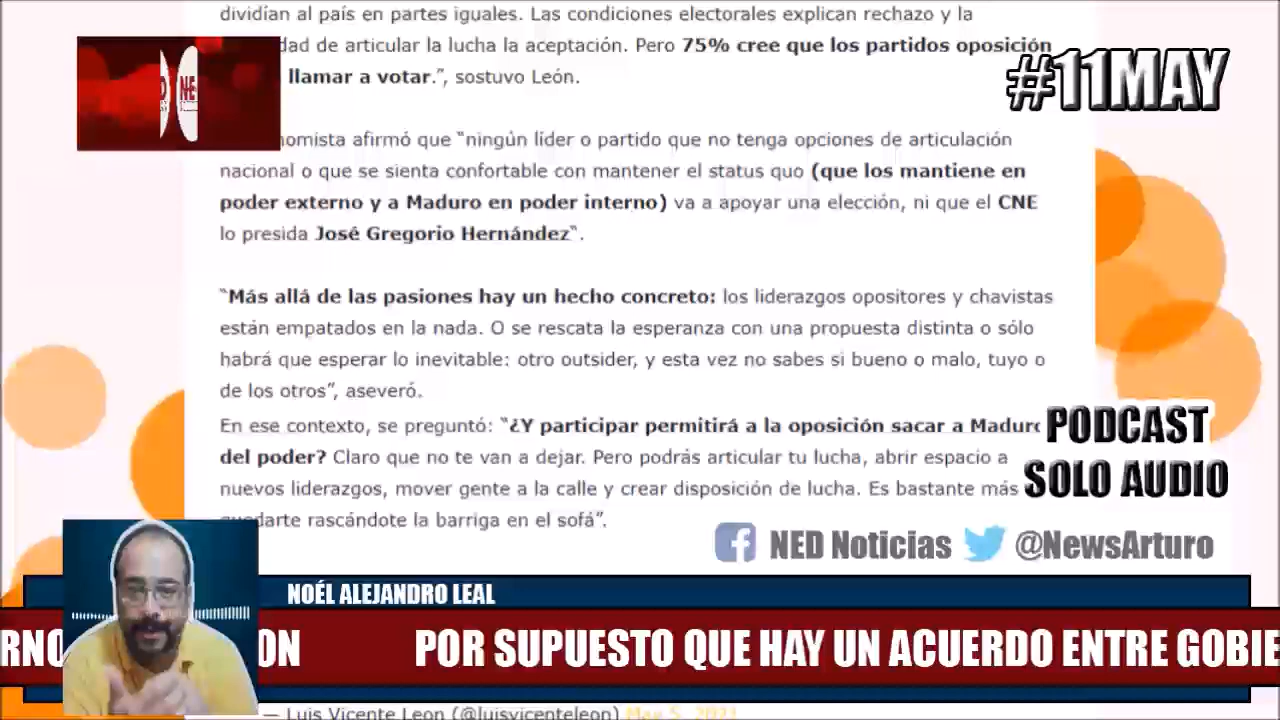 dividían al país en partes iguales. Las condiciones electorales explican rechazo y la
dad de articular la lucha la aceptación. Pero 75% cree que los partidos oposición
llamar a votar.”, sostuvo León.
#11MAY
nomista afirmó que “ningún líder o partido que no tenga opciones de articulación
nacional o que se sienta confortable con mantener el status quo (que los mantiene en
poder externo y a Maduro en poder interno) va a apoyar una elección, ni que el CNE
lo presida José Gregorio Hernández“.
“Más allá de las pasiones hay un hecho concreto: los liderazgos opositores y chavistas
están empatados en la nada. O se rescata la esperanza con una propuesta distinta o sólo
habrá que esperar lo inevitable: otro outsider, y esta vez no sabes si bueno o malo, tuyo o
de los otros”, aseveró.
En ese contexto, se preguntó: “¿Y participar permitirá a la oposición sacar a Maduro
del poder? Claro que no te van a dejar. Pero podrás articular tu lucha, abrir espacio a
nuevos liderazgos, mover gente a la calle y crear disposición de lucha. Es bastante más
quedarte rascándote la barriga en el sofá”.
PODCAST
SOLO AUDIO
NED Noticias @NewsArturo
NOÉL ALEJANDRO LEAL
RNO ON POR SUPUESTO QUE HAY UN ACUERDO ENTRE GOBIE
— Luis Vicente Leon (@luisvicenteleon) May 5, 2021